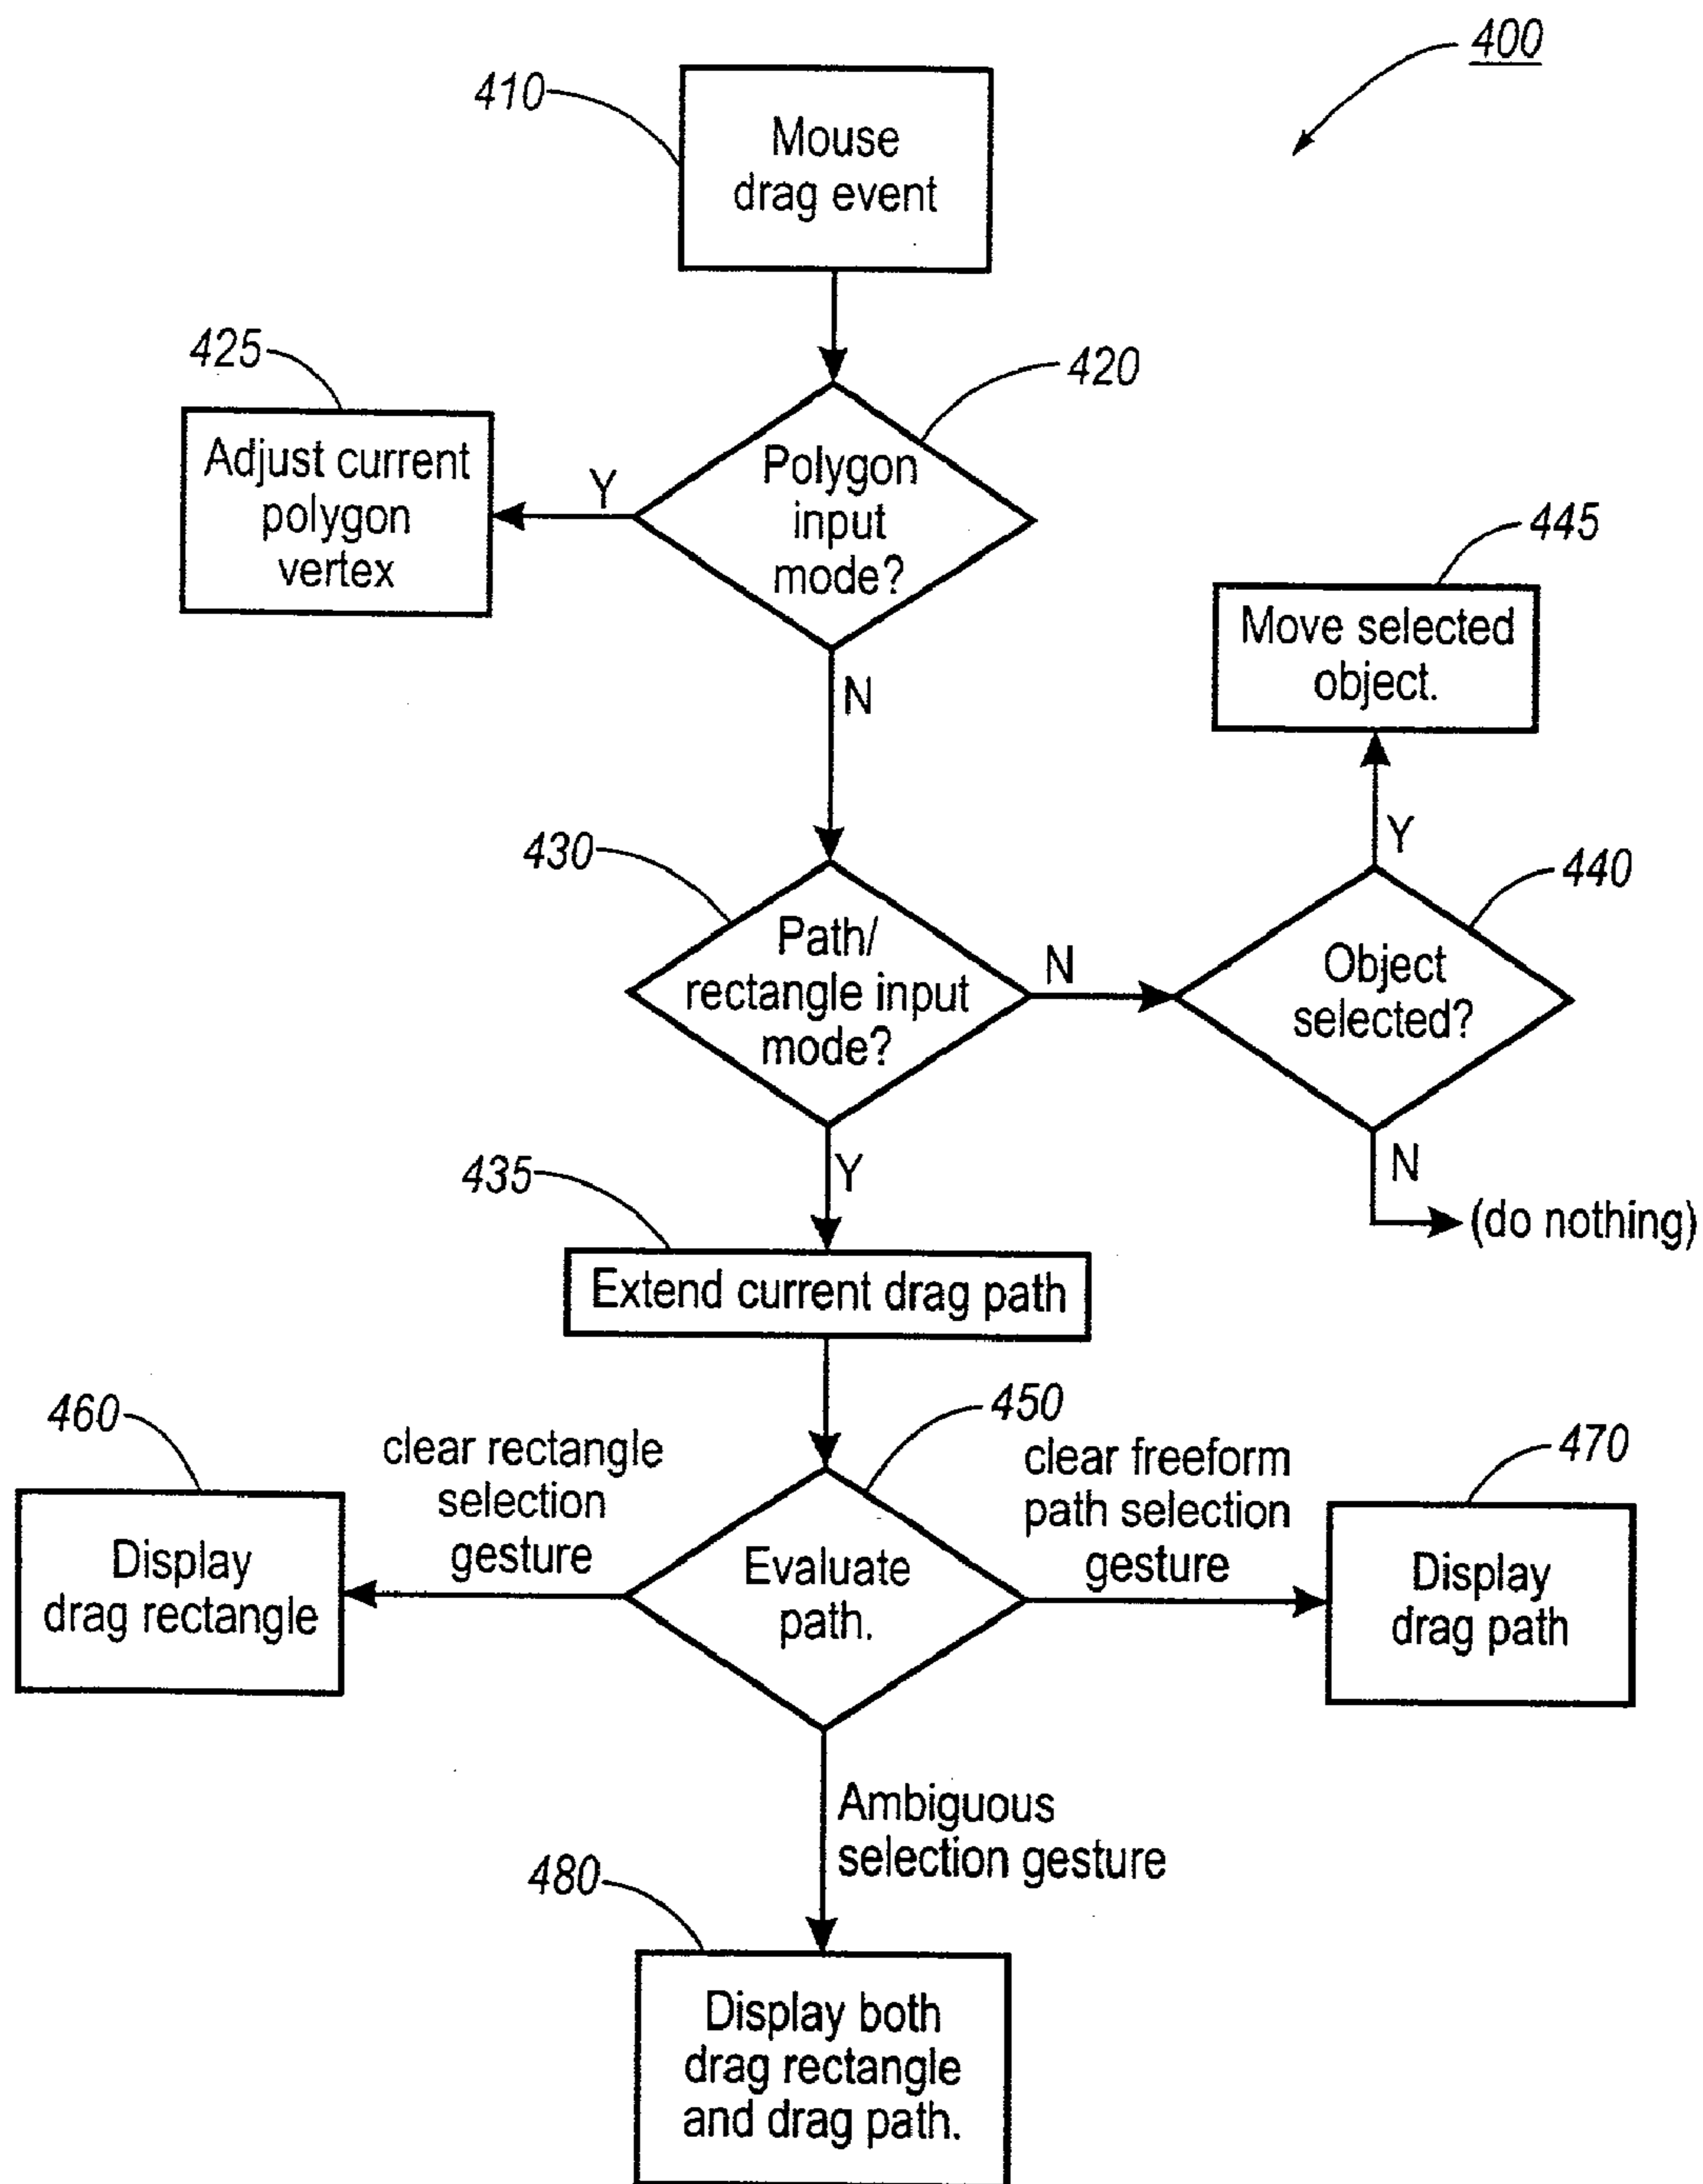 400
410
Mouse
drag event
425
420
Adjust current
polygon
vertex
Y
Polygon
input
mode?
445
Move selected
object.
N
430
Y
440
Path/
rectangle input
mode?
N
Object
selected?
435
Y
N
(do nothing)
Extend current drag path
460
clear rectangle
selection
gesture
450
clear freeform
path selection
gesture
470
Display
drag rectangle
Evaluate
path.
Display
drag path
Ambiguous
selection gesture
480
Display both
drag rectangle
and drag path.